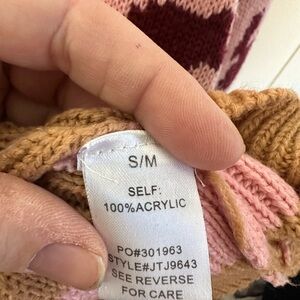 S/M
SELF:
100%ACRYLIC
PO#301963
STYLE#JTJ9643
SEE REVERSE
FOR CARE